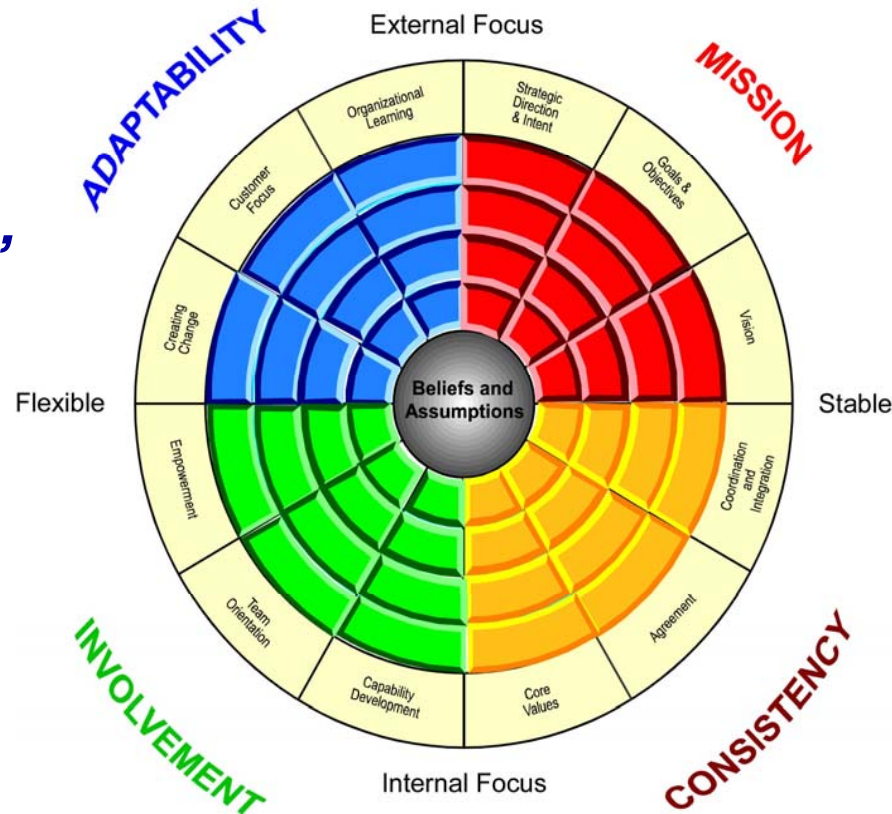 External Focus
ADAPTABILITY
MISSION
Organizational
Learning
Strategic
Direction
& Intent
Customer
Focus
Goals &
Objectives
,
Creating
Change
Vision
Flexible
Beliefs and
Assumptions
Stable
Empowerment
Coordination
and
Integration
Team
Orientation
Agreement
Capability
Development
Core
Values
INVOLVEMENT
CONSISTENCY
Internal Focus